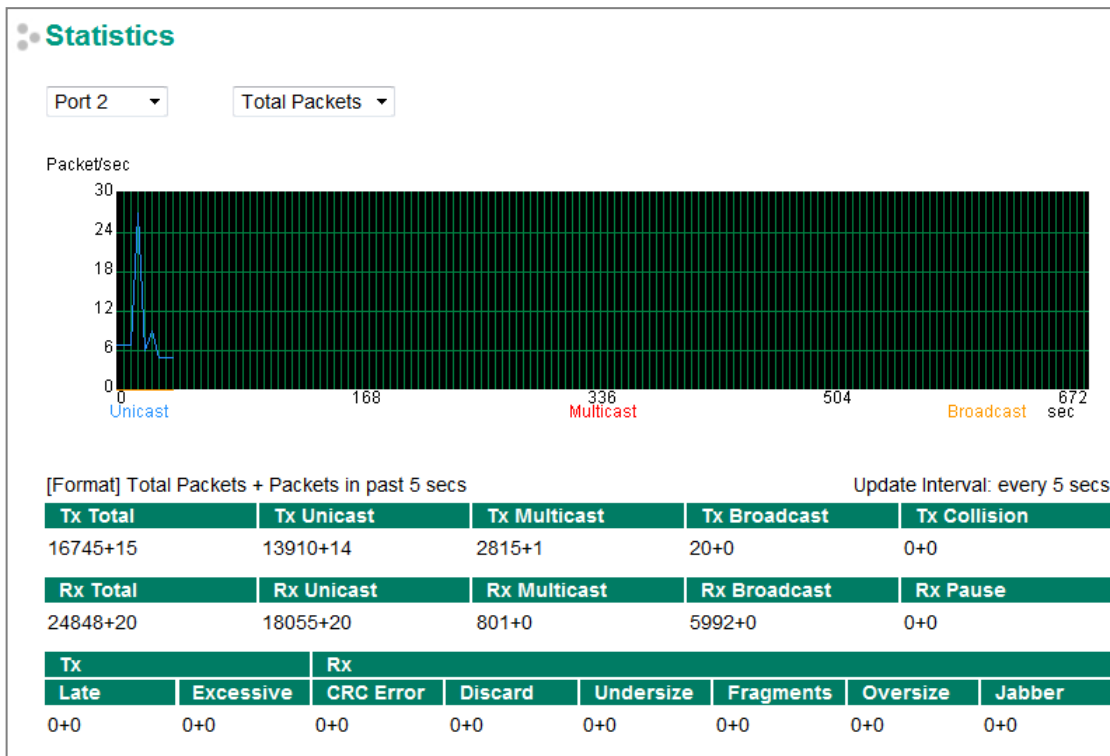 Statistics
Port 2 Total Packets
Packet/sec
30
24
18
12
6
0
0 168 336 504 672
Unicast Multicast Broadcast sec
[Format] Total Packets + Packets in past 5 secs Update Interval: every 5 secs
Tx Total Tx Unicast Tx Multicast Tx Broadcast Tx Collision
16745+15 13910+14 2815+1 20+0 0+0
Rx Total Rx Unicast Rx Multicast Rx Broadcast Rx Pause
24848+20 18055+20 801+0 5992+0 0+0
Tx Rx
Late Excessive CRC Error Discard Undersize Fragments Oversize Jabber
0+0 0+0 0+0 0+0 0+0 0+0 0+0 0+0